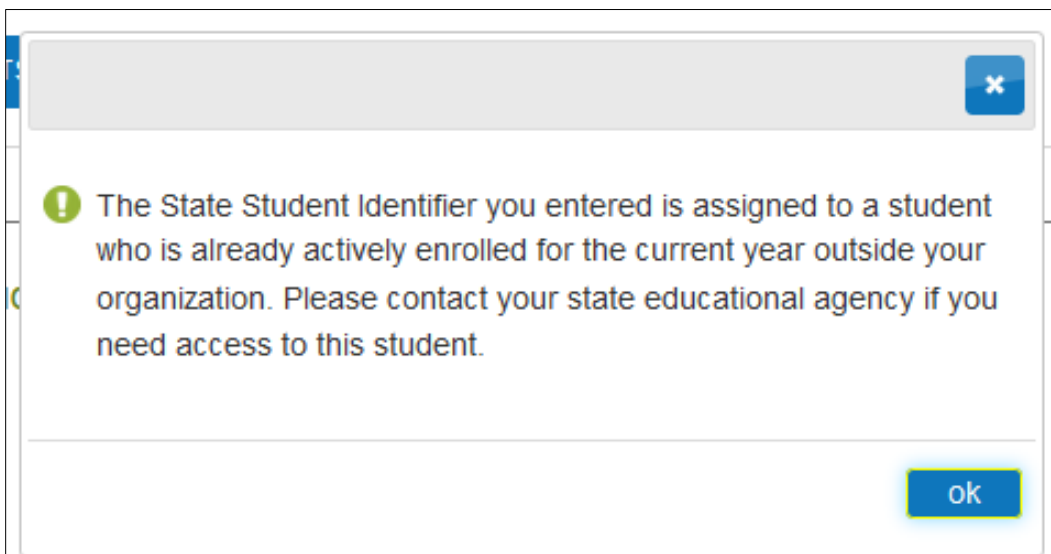 The State Student Identifier you entered is assigned to a student
who is already actively enrolled for the current year outside your
organization. Please contact your state educational agency if you
need access to this student.
ok